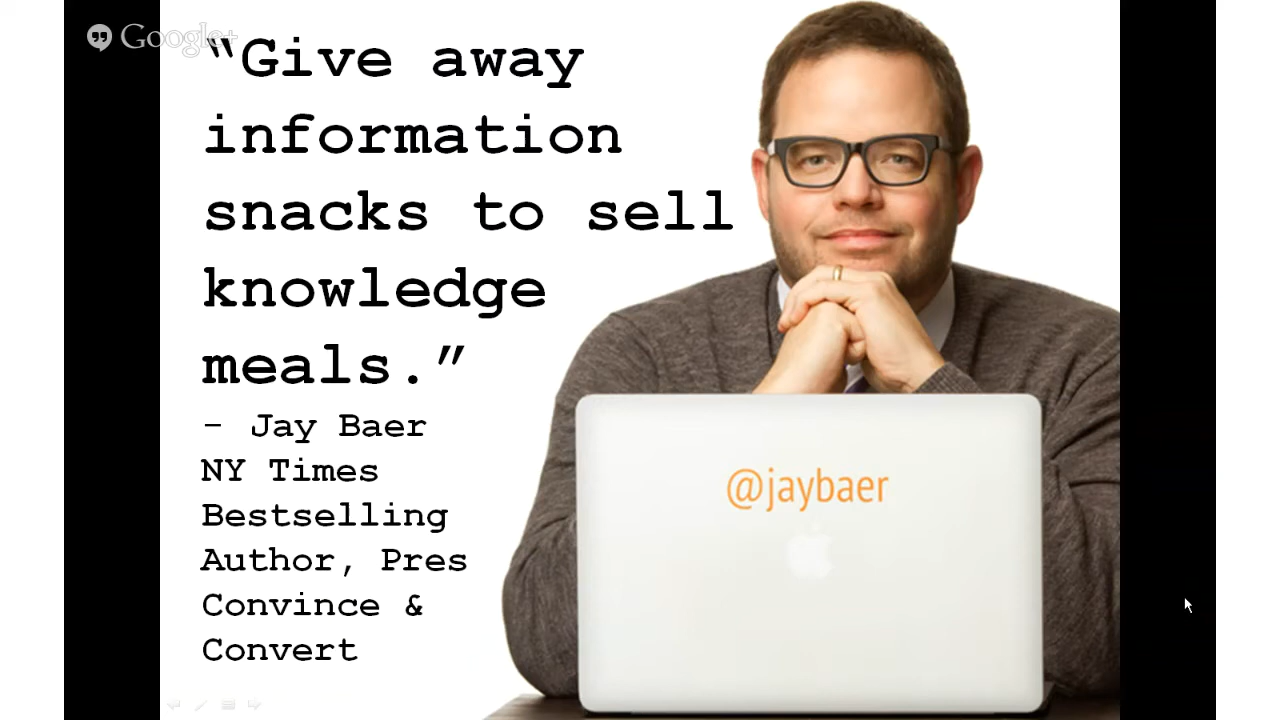 Google+
“Give away
information
snacks to sell
knowledge
meals.”
- Jay Baer
NY Times
Bestselling
Author, Pres
Convince &
Convert
@jaybaer